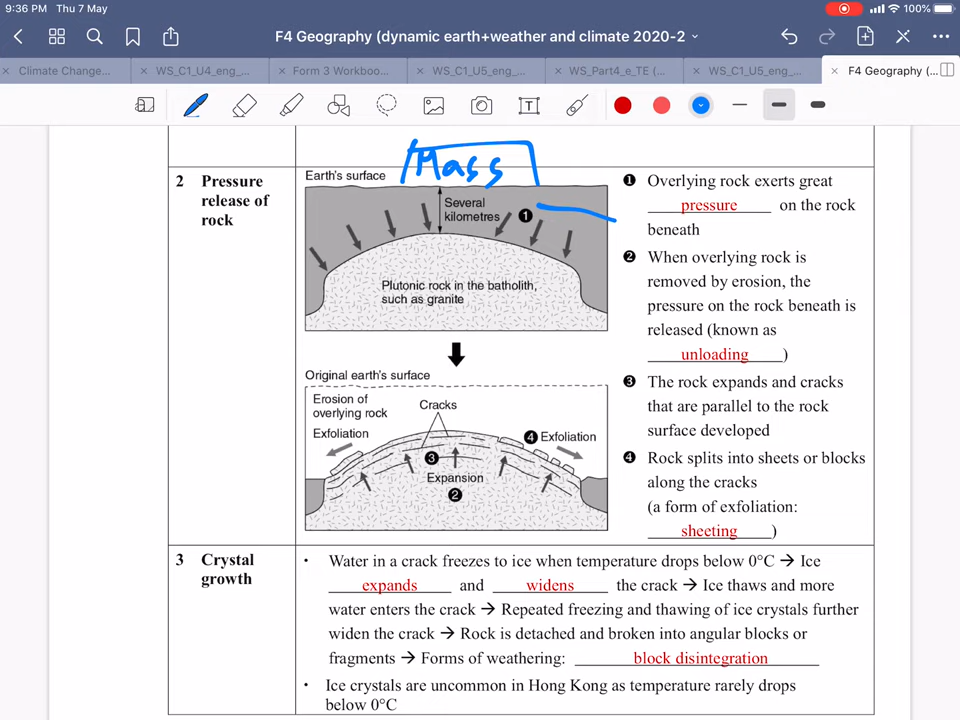 9:36 PM Thu 7 May
100%
F4 Geography (dynamic earth+weather and climate 2020-2
Climate Change...
WS_C1_U4_eng_...
Form 3 Workboo...
WS_C1_U5_eng_...
WS_Part4_e_TE (...
WS_C1_U5_eng_...
F4 Geography (...
T
2 Pressure
release of
rock
Earth's surface
Mass
Several
kilometres
1
Plutonic rock in the batholith,
such as granite
Original earth's surface
Erosion of
overlying rock
Cracks
Exfoliation
4 Exfoliation
3
Expansion
2
1 Overlying rock exerts great
pressure on the rock
beneath
2 When overlying rock is
removed by erosion, the
pressure on the rock beneath is
released (known as
unloading)
3 The rock expands and cracks
that are parallel to the rock
surface developed
4 Rock splits into sheets or blocks
along the cracks
(a form of exfoliation:
sheeting)
3 Crystal
growth
• Water in a crack freezes to ice when temperature drops below 0°C → Ice
expands and widens the crack → Ice thaws and more
water enters the crack → Repeated freezing and thawing of ice crystals further
widen the crack → Rock is detached and broken into angular blocks or
fragments → Forms of weathering: block disintegration
• Ice crystals are uncommon in Hong Kong as temperature rarely drops
below 0°C